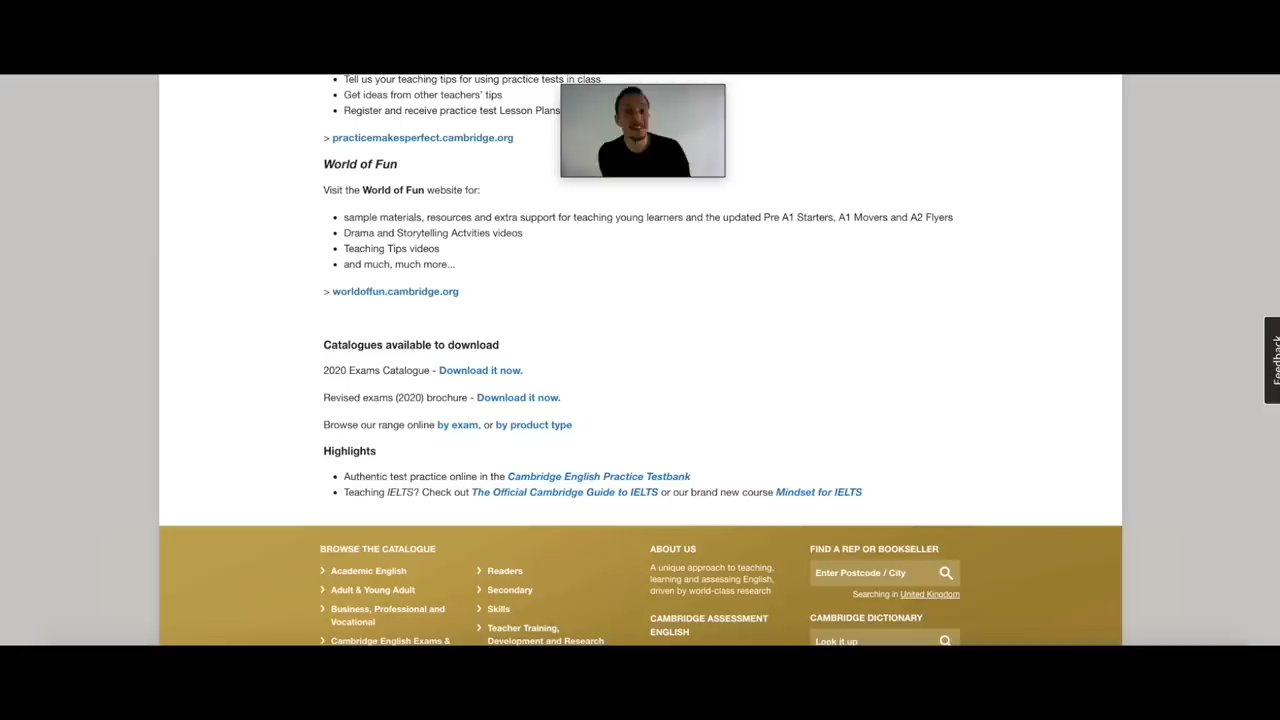 • Tell us your teaching tips for using practice tests in class
• Get ideas from other teachers' tips
• Register and receive practice test Lesson Plans
> practicemakesperfect.cambridge.org
World of Fun
Visit the World of Fun website for:
• sample materials, resources and extra support for teaching young learners and the updated Pre A1 Starters, A1 Movers and A2 Flyers
• Drama and Storytelling Actvities videos
• Teaching Tips videos
• and much, much more...
> worldoffun.cambridge.org
Catalogues available to download
2020 Exams Catalogue - Download it now.
Revised exams (2020) brochure - Download it now.
Browse our range online by exam, or by product type
Highlights
• Authentic test practice online in the Cambridge English Practice Testbank
• Teaching IELTS? Check out The Official Cambridge Guide to IELTS or our brand new course Mindset for IELTS
Feedback
BROWSE THE CATALOGUE
> Academic English
> Adult & Young Adult
> Business, Professional and
Vocational
> Cambridge English Exams &
> Readers
> Secondary
> Skills
> Teacher Training,
Development and Research
ABOUT US
A unique approach to teaching,
learning and assessing English,
driven by world-class research
CAMBRIDGE ASSESSMENT
ENGLISH
FIND A REP OR BOOKSELLER
Enter Postcode / City
Searching in United Kingdom
CAMBRIDGE DICTIONARY
Look it up